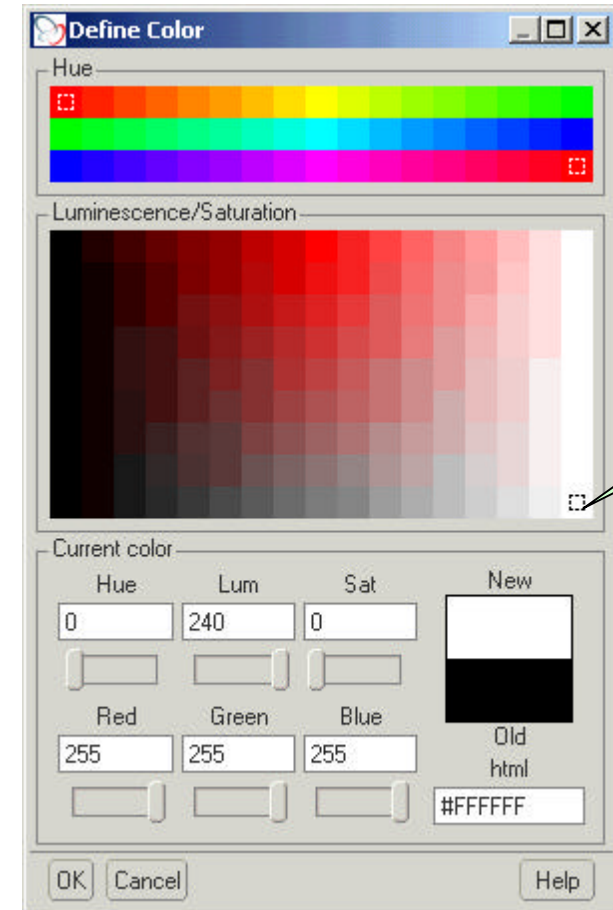 Define Color
Hue
Luminescence/Saturation
Current color
Hue Lum Sat New
0 240 0
Red Green Blue Old
255 255 255 html
#FFFFFF
OK Cancel Help